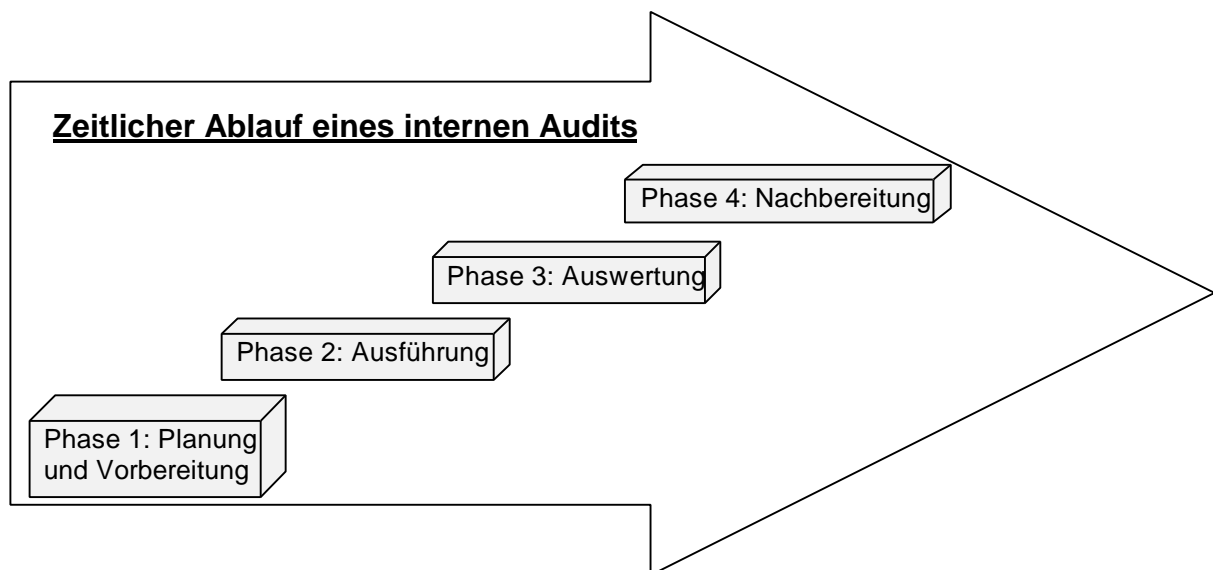 Zeitlicher Ablauf eines internen Audits
Phase 4: Nachbereitung
Phase 3: Auswertung
Phase 2: Ausführung
Phase 1: Planung
und Vorbereitung